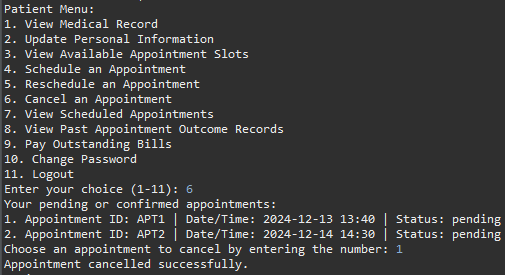 Patient Menu:
1. View Medical Record
2. Update Personal Information
3. View Available Appointment Slots
4. Schedule an Appointment
5. Reschedule an Appointment
6. Cancel an Appointment
7. View Scheduled Appointments
8. View Past Appointment Outcome Records
9. Pay Outstanding Bills
10. Change Password
11. Logout
Enter your choice (1-11): 6
Your pending or confirmed appointments:
1. Appointment ID: APT1 | Date/Time: 2024-12-13 13:40 | Status: pending
2. Appointment ID: APT2 | Date/Time: 2024-12-14 14:30 | Status: pending
Choose an appointment to cancel by entering the number: 1
Appointment cancelled successfully.